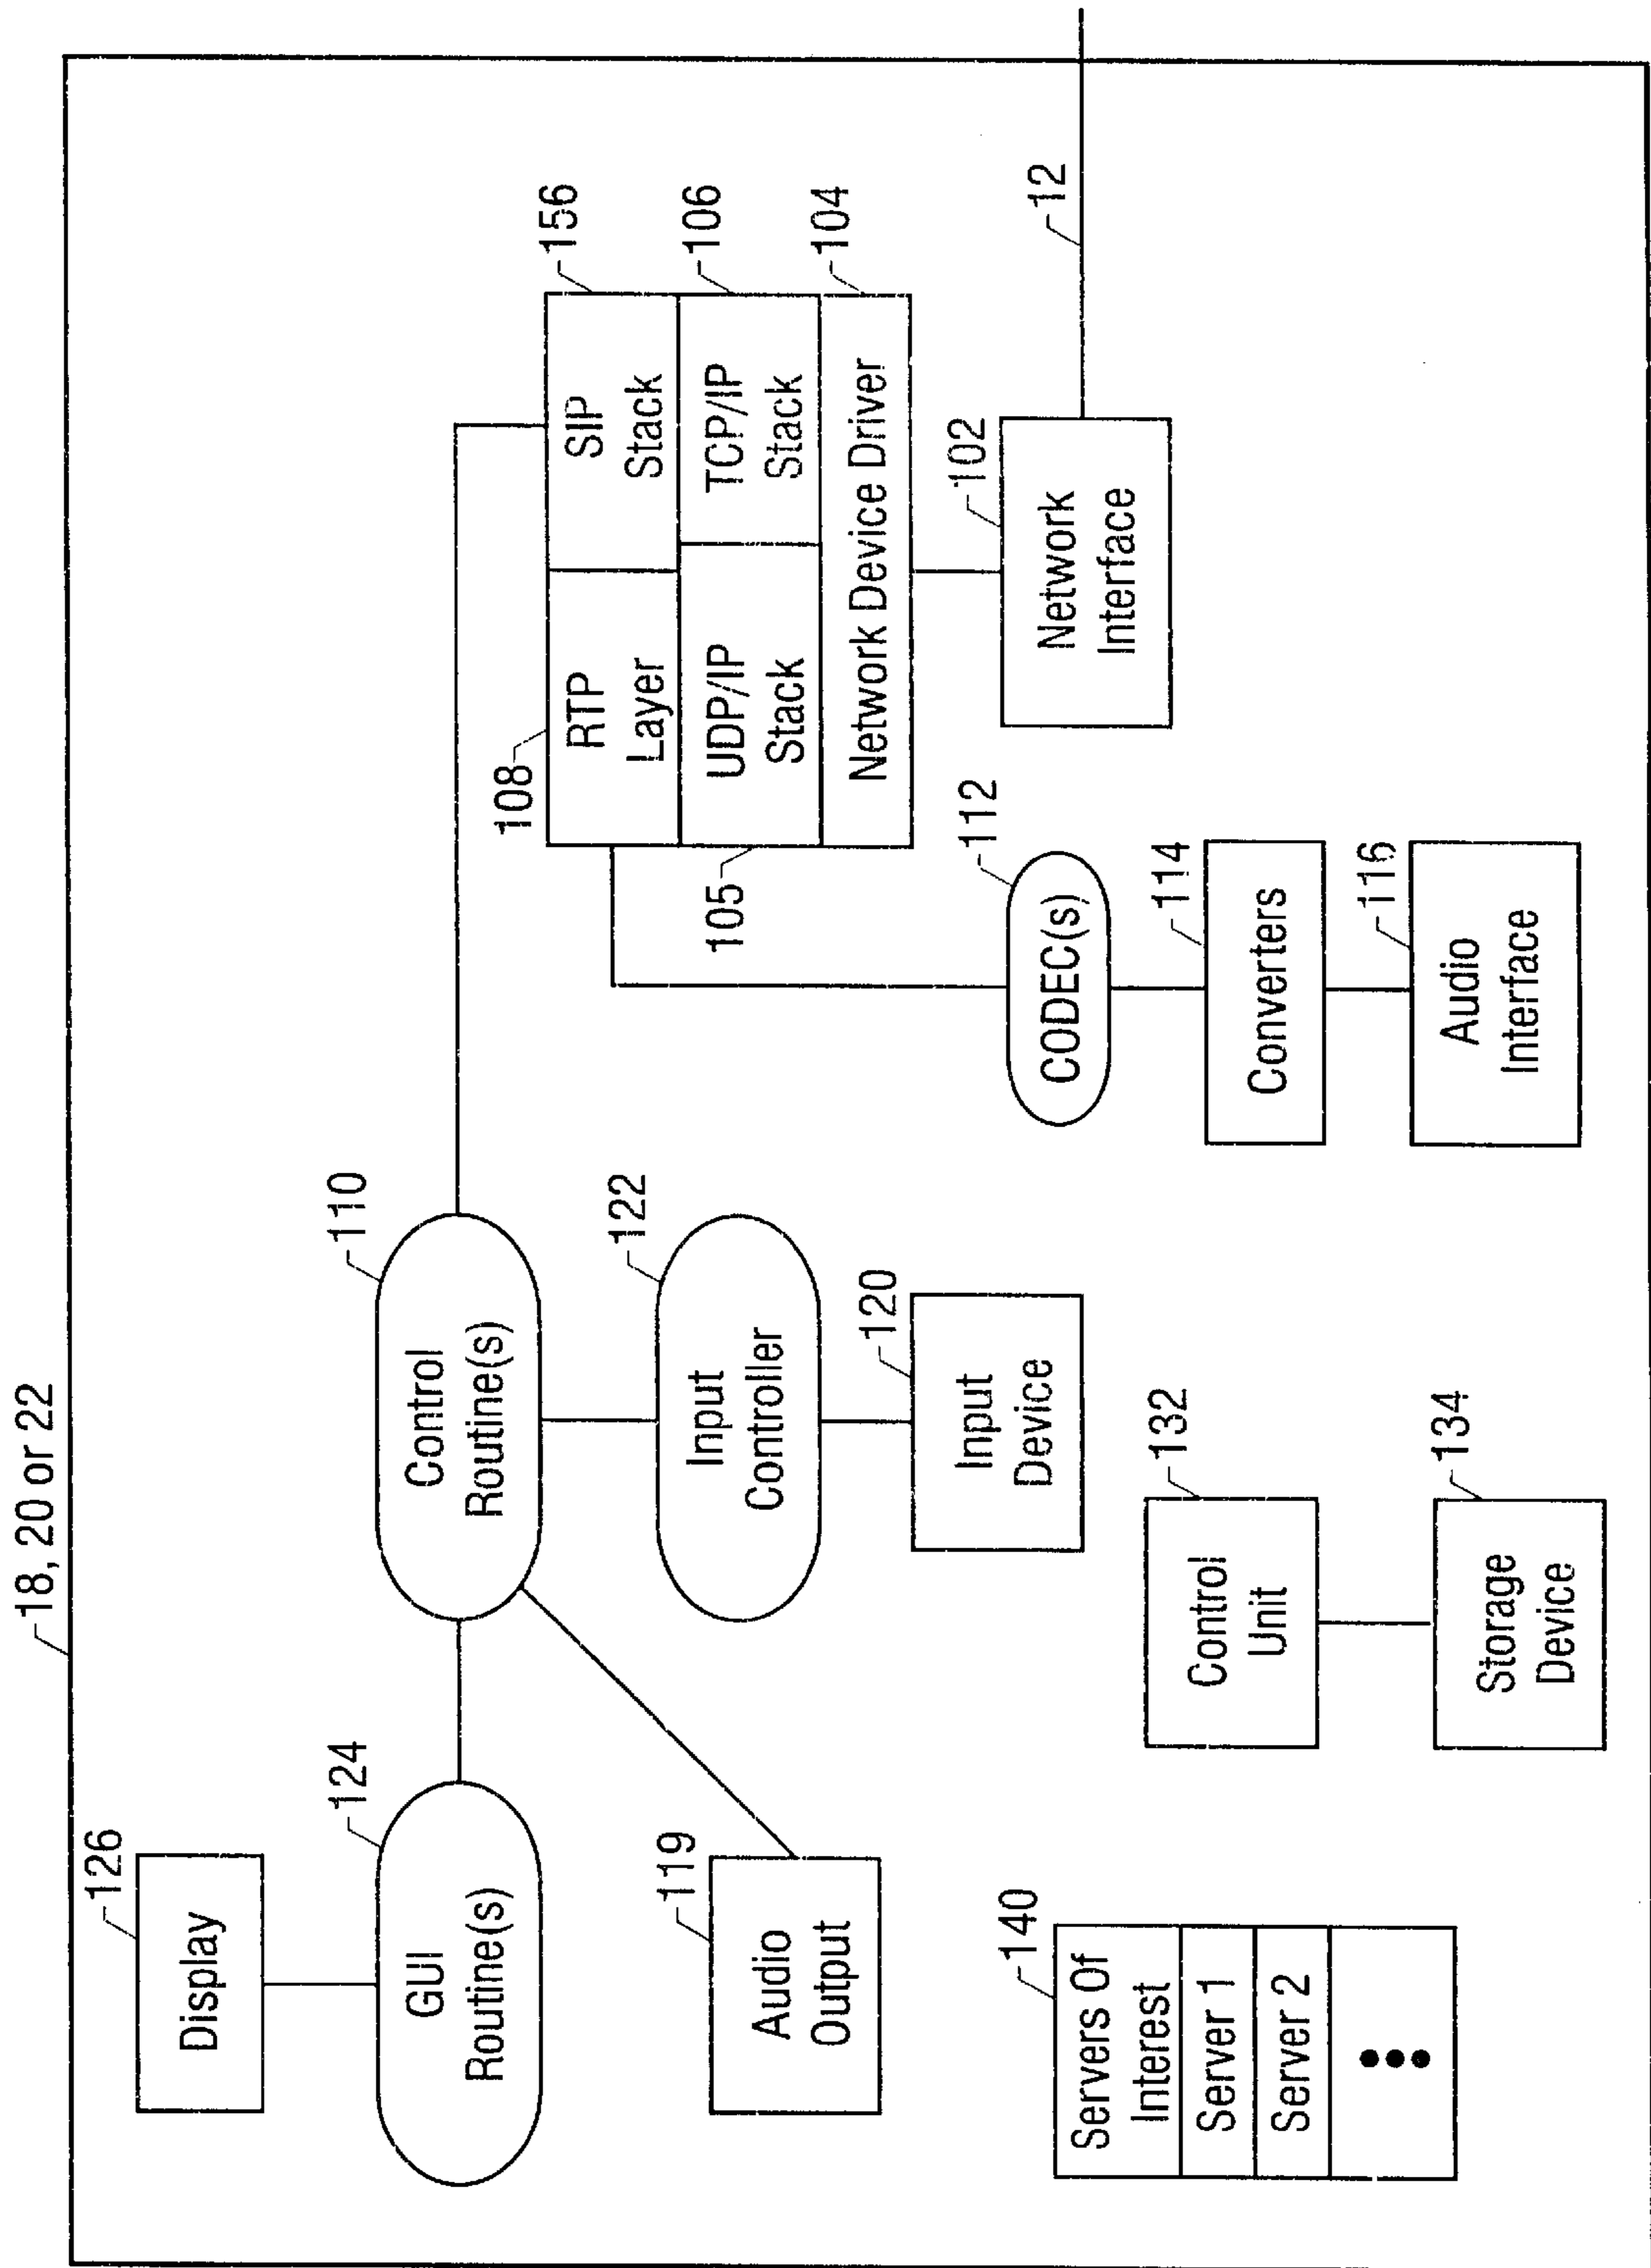 18, 20 or 22
126
Display
124
GUI
Routine(s)
119
Audio
Output
140
Servers Of
Interest
Server 1
Server 2
110
Control
Routine(s)
122
Input
Controller
120
Input
Device
132
Control
Unit
134
Storage
Device
156
SIP
Stack
108
RTP
Layer
106
TCP/IP
Stack
105
UDP/IP
Stack
104
Network Device Driver
102
Network
Interface
12
112
CODEC(s)
114
Converters
116
Audio
Interface